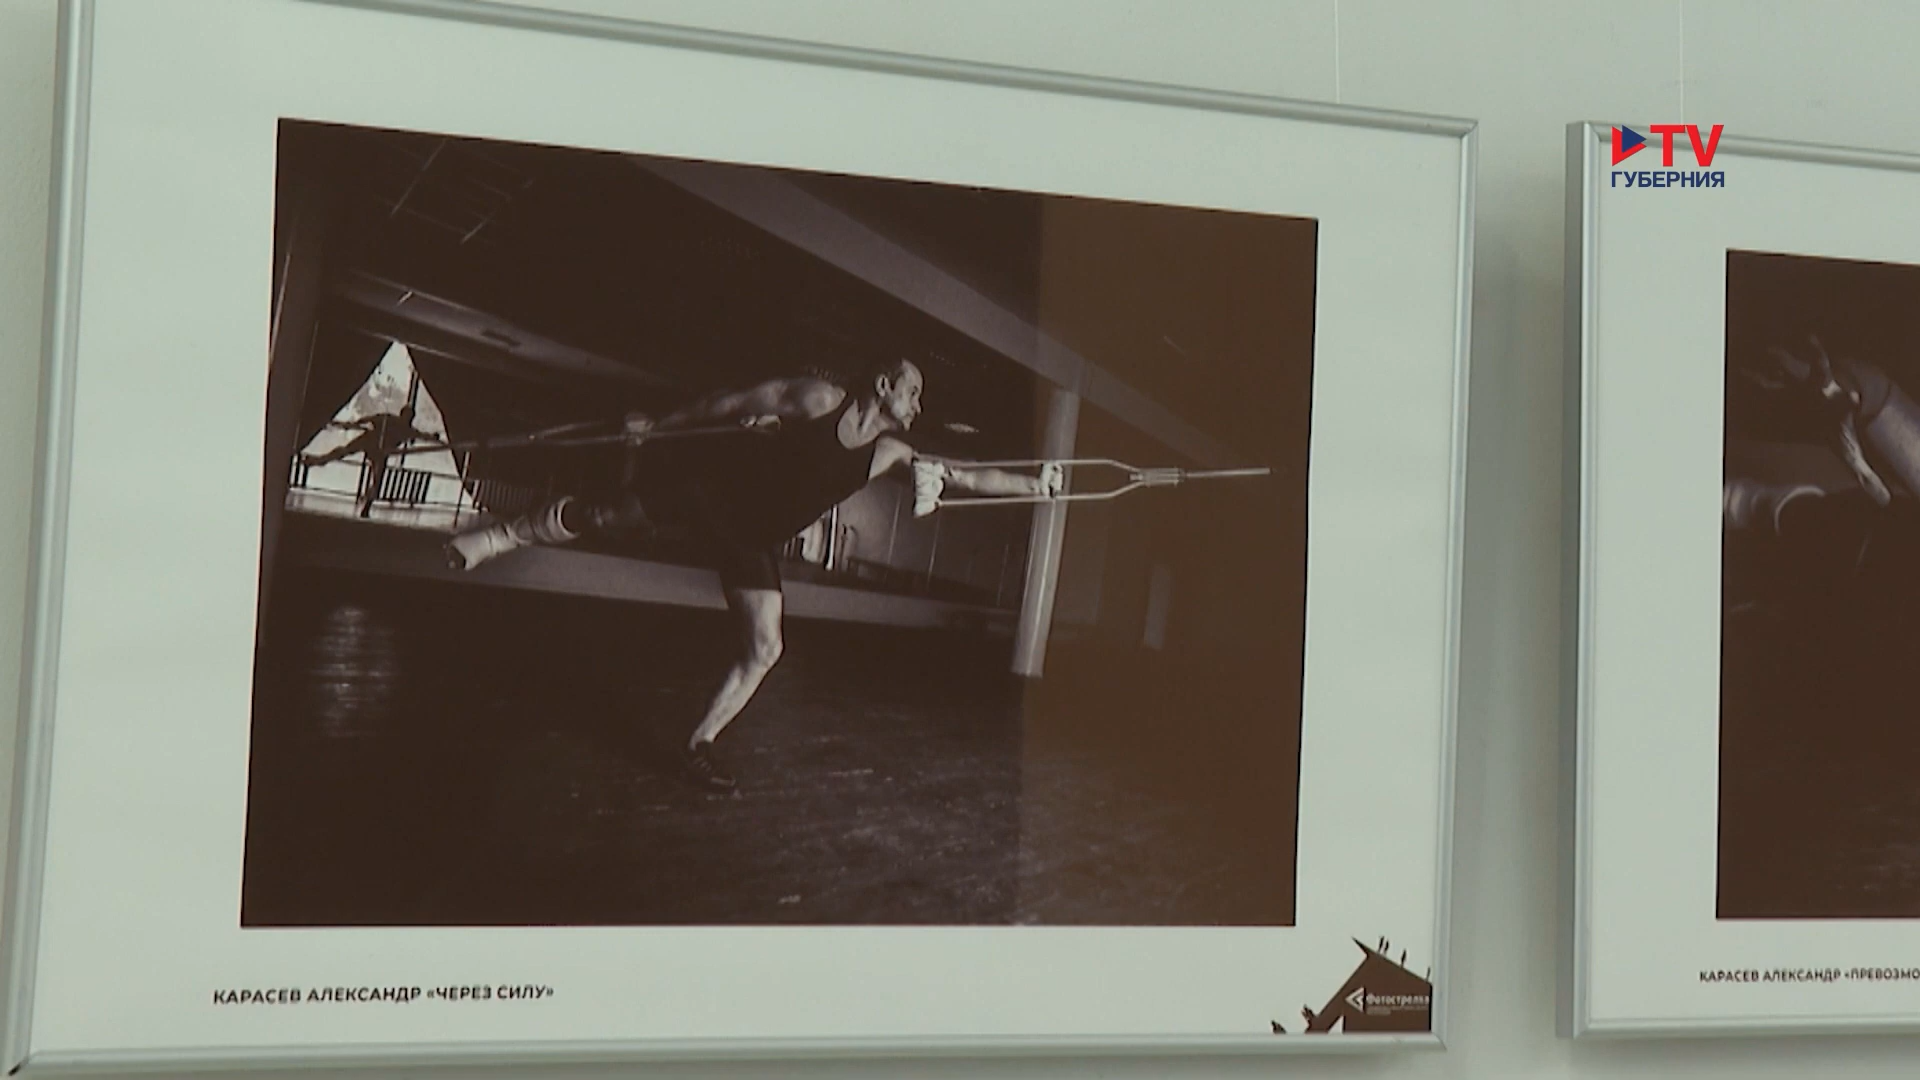 TV
ГУБЕРНИЯ
КАРАСЕВ АЛЕКСАНДР «ЧЕРЕЗ СИЛУ»
Фотострелка
КАРАСЕВ АЛЕКСАНДР «ПРЕВОЗМО